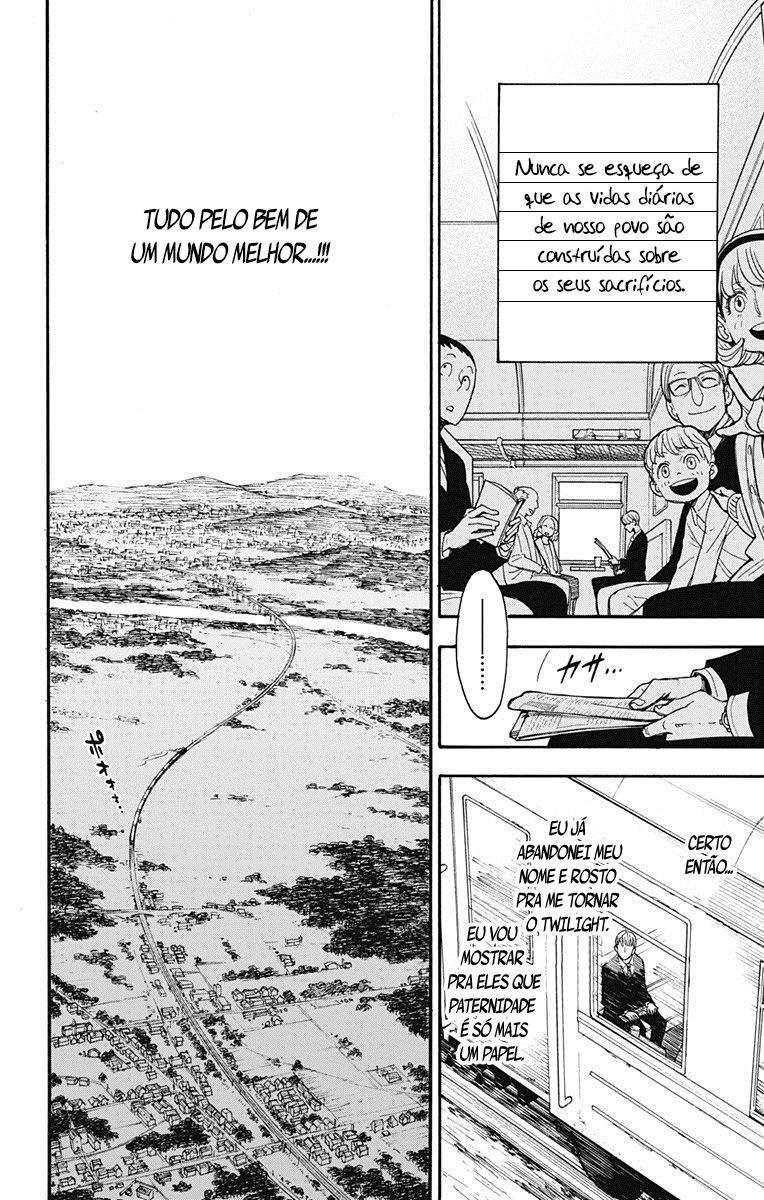 Nunca se esqueça de
que as vidas diárias
de nosso povo são
construídas sobre
os seus sacrifícios.
カサ...
CERTO
ENTÃO...
EU JÁ
ABANDONEI MEU
NOME E ROSTO
PRA ME TORNAR
O TWILIGHT.
EU VOU
MOSTRAR
PRA ELES QUE
PATERNIDADE
É SÓ MAIS
UM PAPEL.
TUDO PELO BEM DE
UM MUNDO MELHOR...!!!